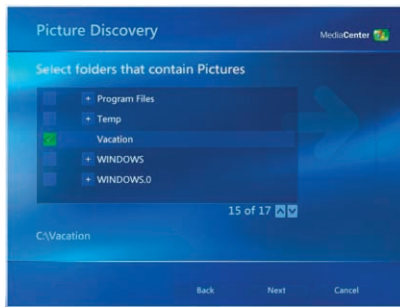 Picture Discovery
MediaCenter
Select folders that contain Pictures
+ Program Files
+ Temp
Vacation
+ WINDOWS
+ WINDOWS.0
15 of 17
C:\Vacation
Back Next Cancel